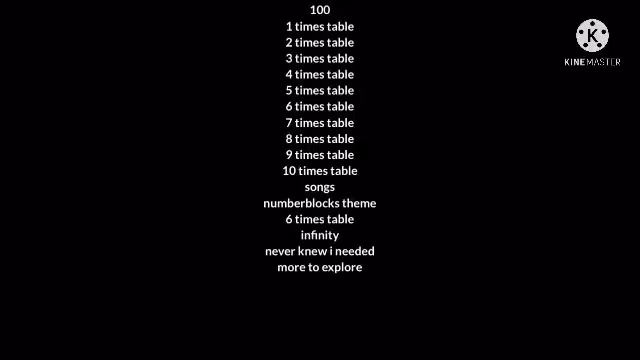 100
1 times table
2 times table
3 times table
4 times table
5 times table
6 times table
7 times table
8 times table
9 times table
10 times table
songs
numberblocks theme
6 times table
infinity
never knew i needed
more to explore
K
KINEMASTER